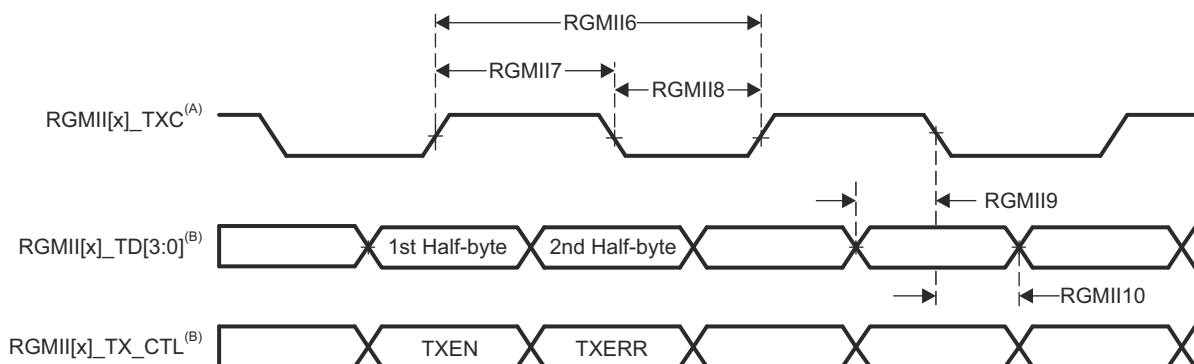 RGMII6
RGMII7
RGMII8
RGMII[x]_TXC(A)
RGMII9
RGMII[x]_TD[3:0](B)
1st Half-byte
2nd Half-byte
RGMII10
RGMII[x]_TX_CTL(B)
TXEN
TXERR